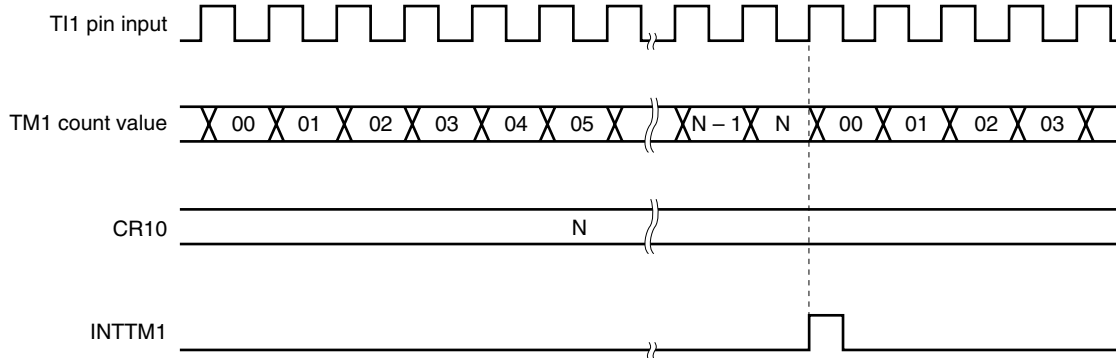 TI1 pin input
TM1 count value 00 01 02 03 04 05 N – 1 N 00 01 02 03
CR10 N
INTTM1